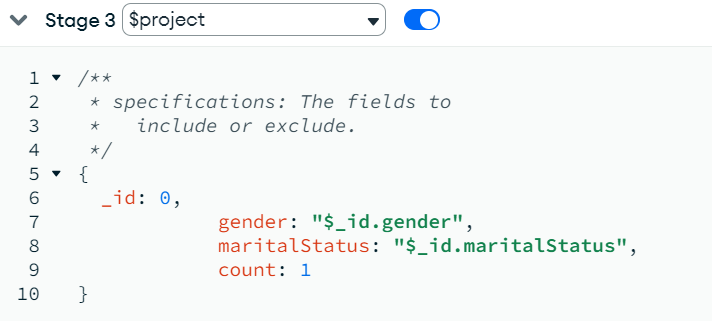 Stage 3 $project
1 /**
2 * specifications: The fields to
3 *   include or exclude.
4 */
5 {
6   _id: 0,
7             gender: "$_id.gender",
8             maritalStatus: "$_id.maritalStatus",
9             count: 1
10 }